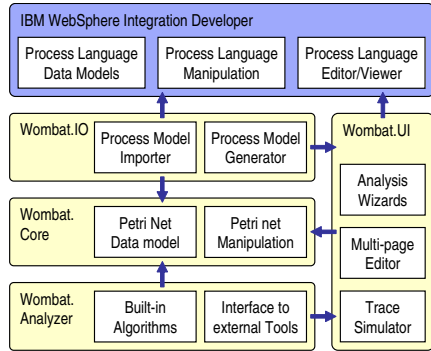 IBM WebSphere Integration Developer
Process Language
Data Models
Process Language
Manipulation
Process Language
Editor/Viewer
Wombat.IO
Process Model
Importer
Process Model
Generator
Wombat.UI
Analysis
Wizards
Multi-page
Editor
Trace
Simulator
Wombat.
Core
Petri Net
Data model
Petri net
Manipulation
Wombat.
Analyzer
Built-in
Algorithms
Interface to
external Tools